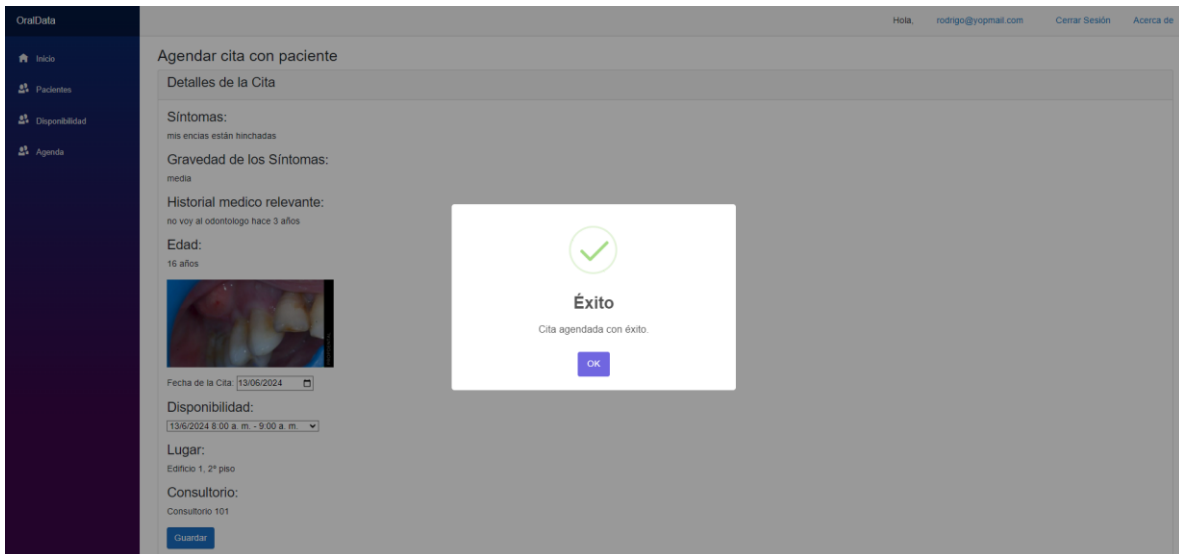 OralData
Hola, rodrigo@yopmail.com Cerrar Sesión Acerca de
Inicio
Pacientes
Disponibilidad
Agenda
Agendar cita con paciente
Detalles de la Cita
Síntomas:
mis encias están hinchadas
Gravedad de los Síntomas:
media
Historial medico relevante:
no voy al odontologo hace 3 años
Edad:
16 años
Fecha de la Cita: 13/06/2024
Disponibilidad:
13/6/2024 8:00 a. m. - 9:00 a. m.
Lugar:
Edificio 1, 2° piso
Consultorio:
Consultorio 101
Guardar
Éxito
Cita agendada con éxito.
OK